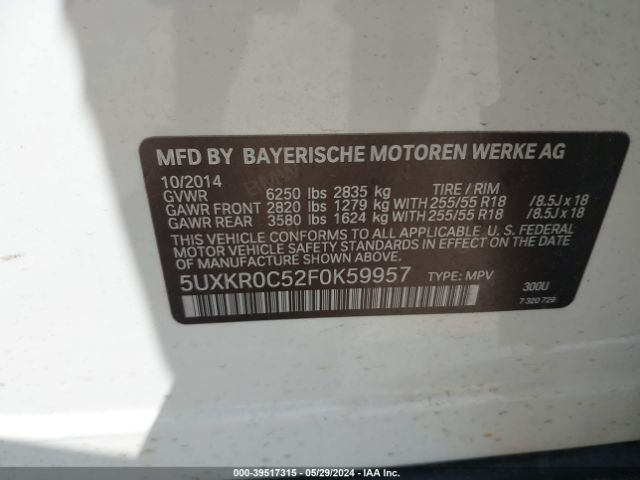 MFD BY BAYERISCHE MOTOREN WERKE AG
10/2014
GVWR 6250 lbs 2835 kg TIRE / RIM
GAWR FRONT 2820 lbs 1279 kg WITH 255/55 R18 /8.5J x 18
GAWR REAR 3580 lbs 1624 kg WITH 255/55 R18 /8.5J x 18
THIS VEHICLE CONFORMS TO ALL APPLICABLE U. S. FEDERAL
MOTOR VEHICLE SAFETY STANDARDS IN EFFECT ON THE DATE
OF MANUFACTURE SHOWN ABOVE.
5UXKR0C52F0K59957 TYPE: MPV 300U
7 320 729
000-39517315 - 05/29/2024 - IAA Inc.